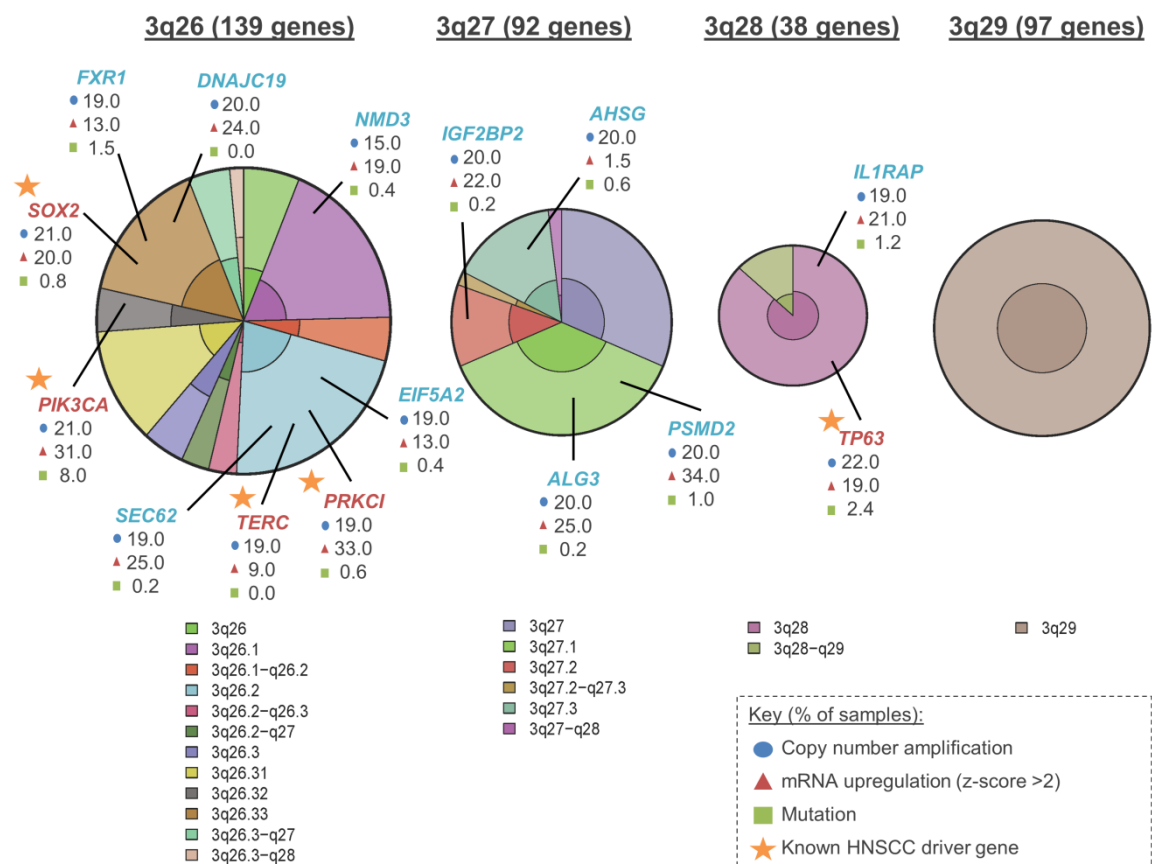 3q26 (139 genes)
3q27 (92 genes)
3q28 (38 genes)
3q29 (97 genes)
FXR1
19.0
13.0
1.5
DNAJC19
20.0
24.0
0.0
NMD3
15.0
19.0
0.4
SOX2
21.0
20.0
0.8
PIK3CA
21.0
31.0
8.0
SEC62
19.0
25.0
0.2
TERC
19.0
9.0
0.0
PRKCI
19.0
33.0
0.6
EIF5A2
19.0
13.0
0.4
IGF2BP2
20.0
22.0
0.2
AHSG
20.0
1.5
0.6
ALG3
20.0
25.0
0.2
PSMD2
20.0
34.0
1.0
IL1RAP
19.0
21.0
1.2
TP63
22.0
19.0
2.4
3q26
3q26.1
3q26.1−q26.2
3q26.2
3q26.2−q26.3
3q26.2−q27
3q26.3
3q26.31
3q26.32
3q26.33
3q26.3−q27
3q26.3−q28
3q27
3q27.1
3q27.2
3q27.2−q27.3
3q27.3
3q27−q28
3q28
3q28−q29
3q29
Key (% of samples):
Copy number amplification
mRNA upregulation (z-score >2)
Mutation
Known HNSCC driver gene